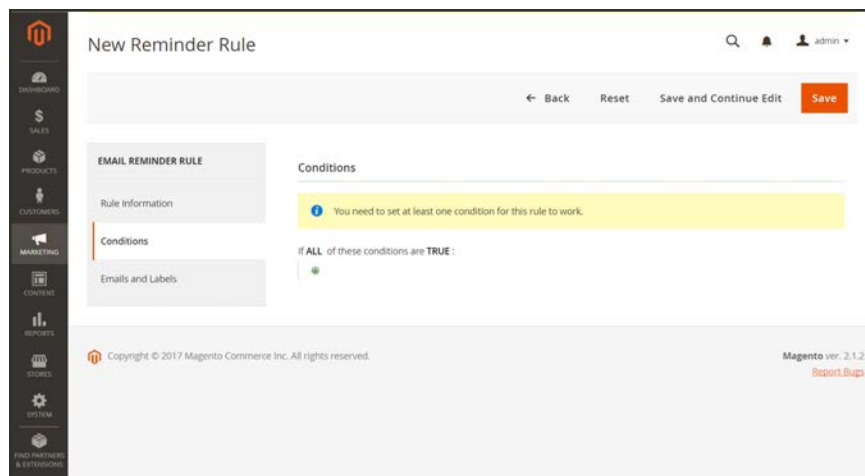 New Reminder Rule
admin
DASHBOARD
SALES
PRODUCTS
CUSTOMERS
MARKETING
CONTENT
REPORTS
STORES
SYSTEM
FIND PARTNERS
& EXTENSIONS
← Back Reset Save and Continue Edit Save
EMAIL REMINDER RULE
Rule Information
Conditions
Emails and Labels
Conditions
You need to set at least one condition for this rule to work.
If ALL of these conditions are TRUE :
Copyright © 2017 Magento Commerce Inc. All rights reserved.
Magento ver. 2.1.2
Report Bugs